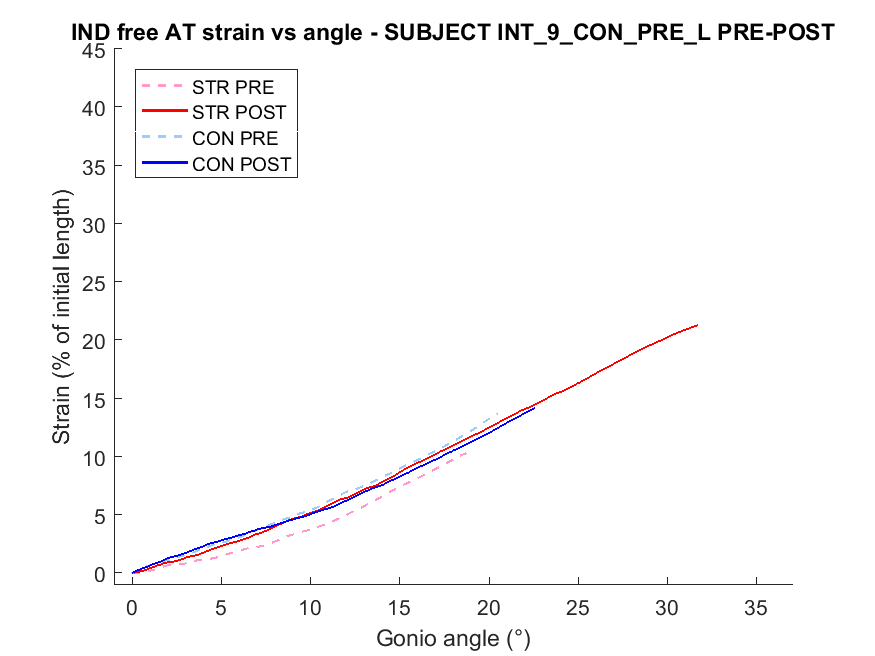 IND free AT strain vs angle - SUBJECT INT_9_CON_PRE_L PRE-POST
45
40
35
30
25
20
15
10
5
0
Strain (% of initial length)
STR PRE
STR POST
CON PRE
CON POST
0 5 10 15 20 25 30 35
Gonio angle (°)